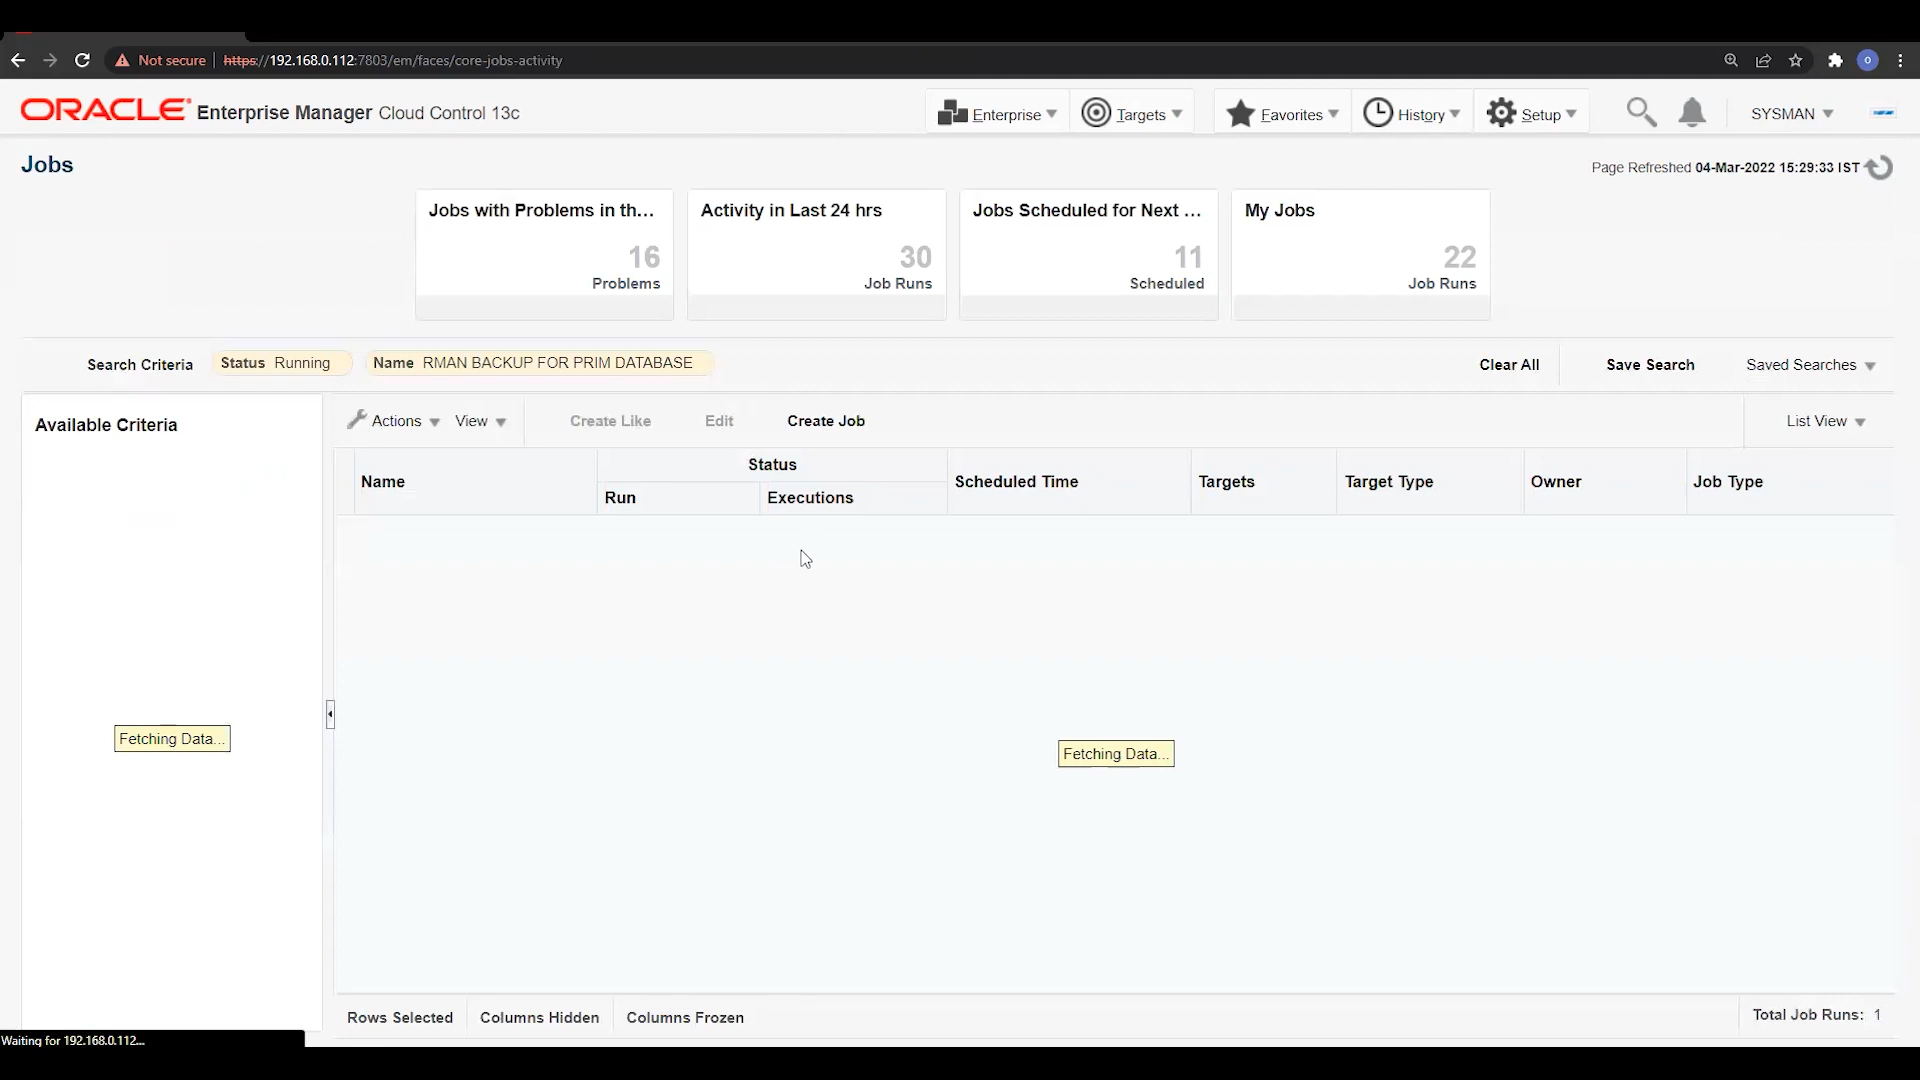 Not secure https://192.168.0.112:7803/em/faces/core-jobs-activity O
ORACLE Enterprise Manager Cloud Control 13c Enterprise Targets Favorites History Setup SYSMAN
Jobs
Page Refreshed 04-Mar-2022 15:29:33 IST
Jobs with Problems in th... Activity in Last 24 hrs Jobs Scheduled for Next ... My Jobs
16 30 11 22
Problems Job Runs Scheduled Job Runs
Search Criteria Status Running Name RMAN BACKUP FOR PRIM DATABASE Clear All Save Search Saved Searches
Available Criteria
Actions View Create Like Edit Create Job List View
Name Status Scheduled Time Targets Target Type Owner Job Type
Run Executions
Fetching Data...
Fetching Data...
Rows Selected Columns Hidden Columns Frozen Total Job Runs: 1
Waiting for 192.168.0.112...